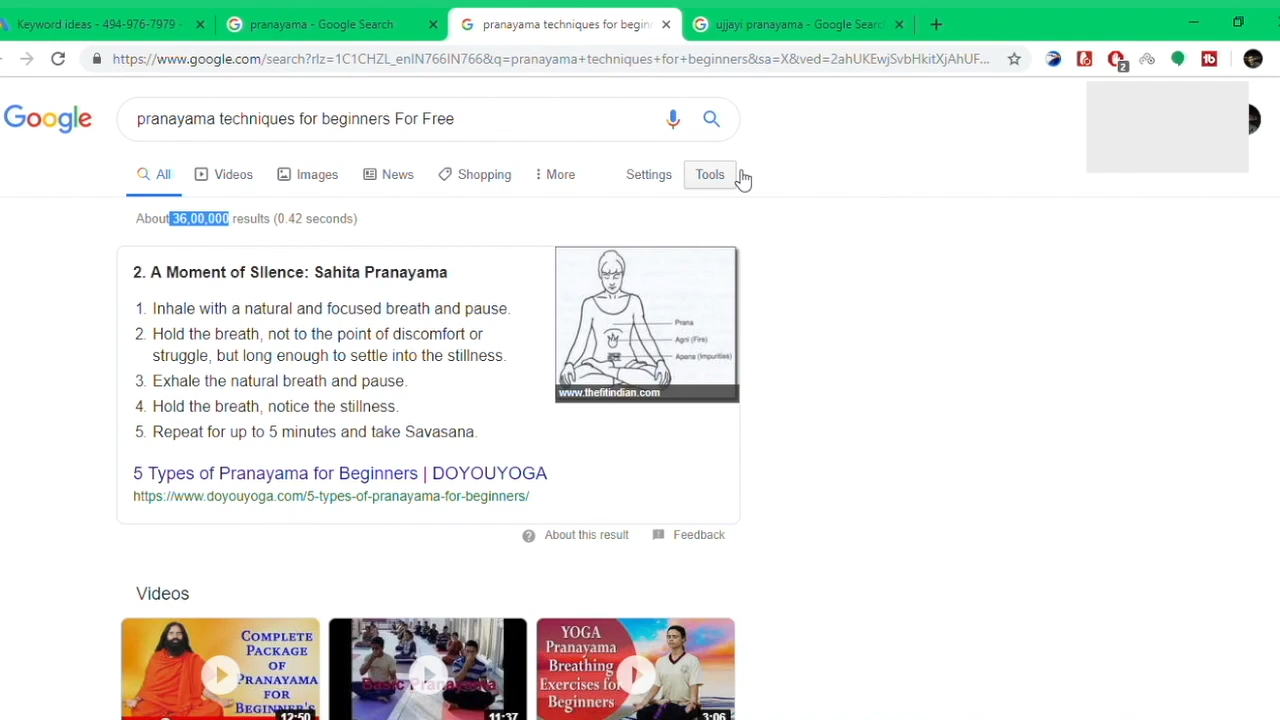 Keyword ideas - 494-976-7979 -
pranayama - Google Search
pranayama techniques for beginn
ujjayi pranayama - Google Search
https://www.google.com/search?rlz=1C1CHZL_enIN766IN766&q=pranayama+techniques+for+beginners&sa=X&ved=2ahUKEwjSvbHkitXjAhUF...
2
Google
pranayama techniques for beginners For Free
All
Videos
Images
News
Shopping
More
Settings
Tools
About 36,00,000 results (0.42 seconds)
2. A Moment of SIlence: Sahita Pranayama
1. Inhale with a natural and focused breath and pause.
2. Hold the breath, not to the point of discomfort or
struggle, but long enough to settle into the stillness.
3. Exhale the natural breath and pause.
4. Hold the breath, notice the stillness.
5. Repeat for up to 5 minutes and take Savasana.
Prana
Agni (Fire)
Apana (Impurities)
www.thefitindian.com
5 Types of Pranayama for Beginners | DOYOUYOGA
https://www.doyouyoga.com/5-types-of-pranayama-for-beginners/
About this result
Feedback
Videos
COMPLETE
PACKAGE
OF
PRANAYAMA
FOR
BEGINNER'S
12:50
Basic Pranayama
11:37
YOGA
Pranayama
Breathing
Exercises for
Beginners
3:06